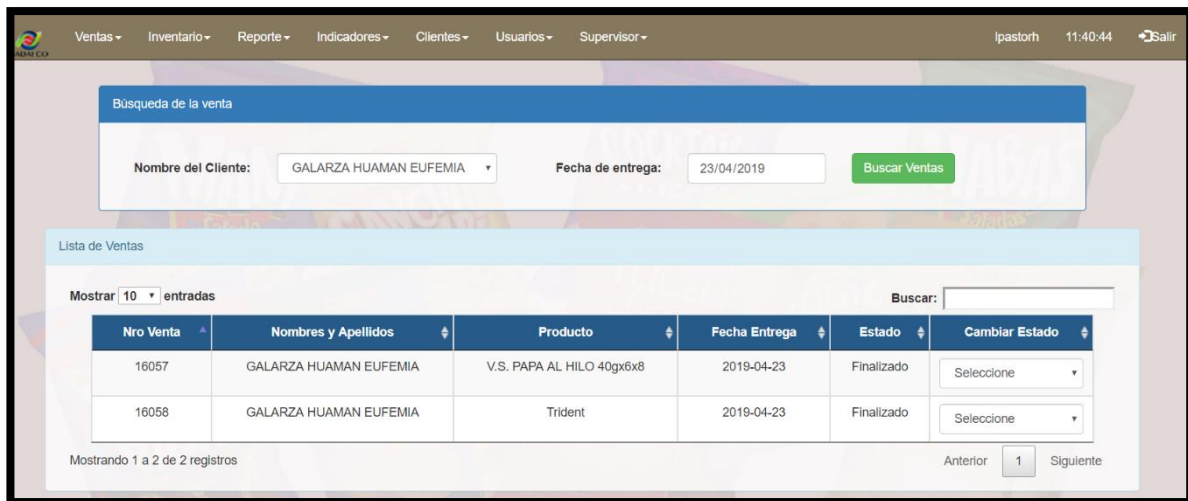 ADALCO
Ventas Inventario Reporte Indicadores Clientes Usuarios Supervisor lpastorh 11:40:44 Salir
Búsqueda de la venta
Nombre del Cliente: GALARZA HUAMAN EUFEMIA Fecha de entrega: 23/04/2019 Buscar Ventas
Lista de Ventas
Mostrar 10 entradas Buscar:
Nro Venta Nombres y Apellidos Producto Fecha Entrega Estado Cambiar Estado
16057 GALARZA HUAMAN EUFEMIA V.S. PAPA AL HILO 40gx6x8 2019-04-23 Finalizado Seleccione
16058 GALARZA HUAMAN EUFEMIA Trident 2019-04-23 Finalizado Seleccione
Mostrando 1 a 2 de 2 registros Anterior 1 Siguiente